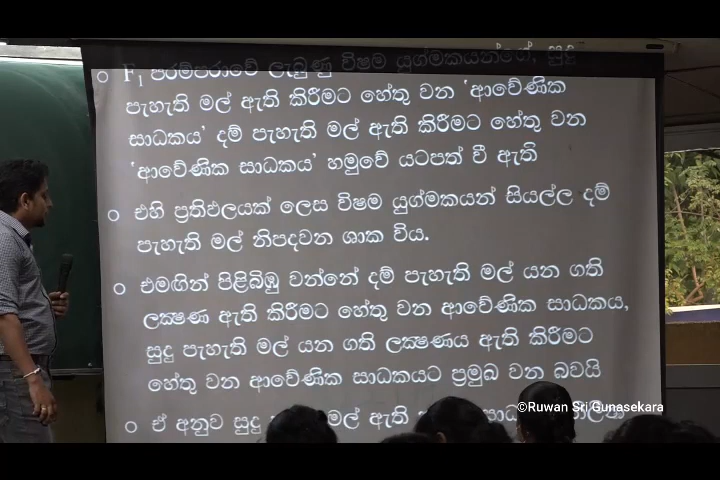 F₁ පරම්පරාවේ ලැබුණු විෂම යුග්මකයන්ගේ, සුදු
පැහැති මල් ඇති කිරීමට හේතු වන 'ආවේණික
සාධකය' දම් පැහැති මල් ඇති කිරීමට හේතු වන
'ආවේණික සාධකය' හමුවේ යටපත් වී ඇති
එහි ප්‍රතිඵලයක් ලෙස විෂම යුග්මකයන් සියල්ල දම්
පැහැති මල් නිපදවන ශාක විය.
එමඟින් පිළිබිඹු වන්නේ දම් පැහැති මල් යන ගති
ලක්‍ෂණ ඇති කිරීමට හේතු වන ආවේණික සාධකය,
සුදු පැහැති මල් යන ගති ලක්‍ෂණය ඇති කිරීමට
හේතු වන ආවේණික සාධකයට ප්‍රමුඛ වන බවයි
ඒ අනුව සුදු මල් ඇති
©Ruwan Sri Gunasekara